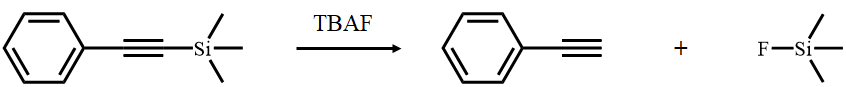 TBAF
Si + F Si